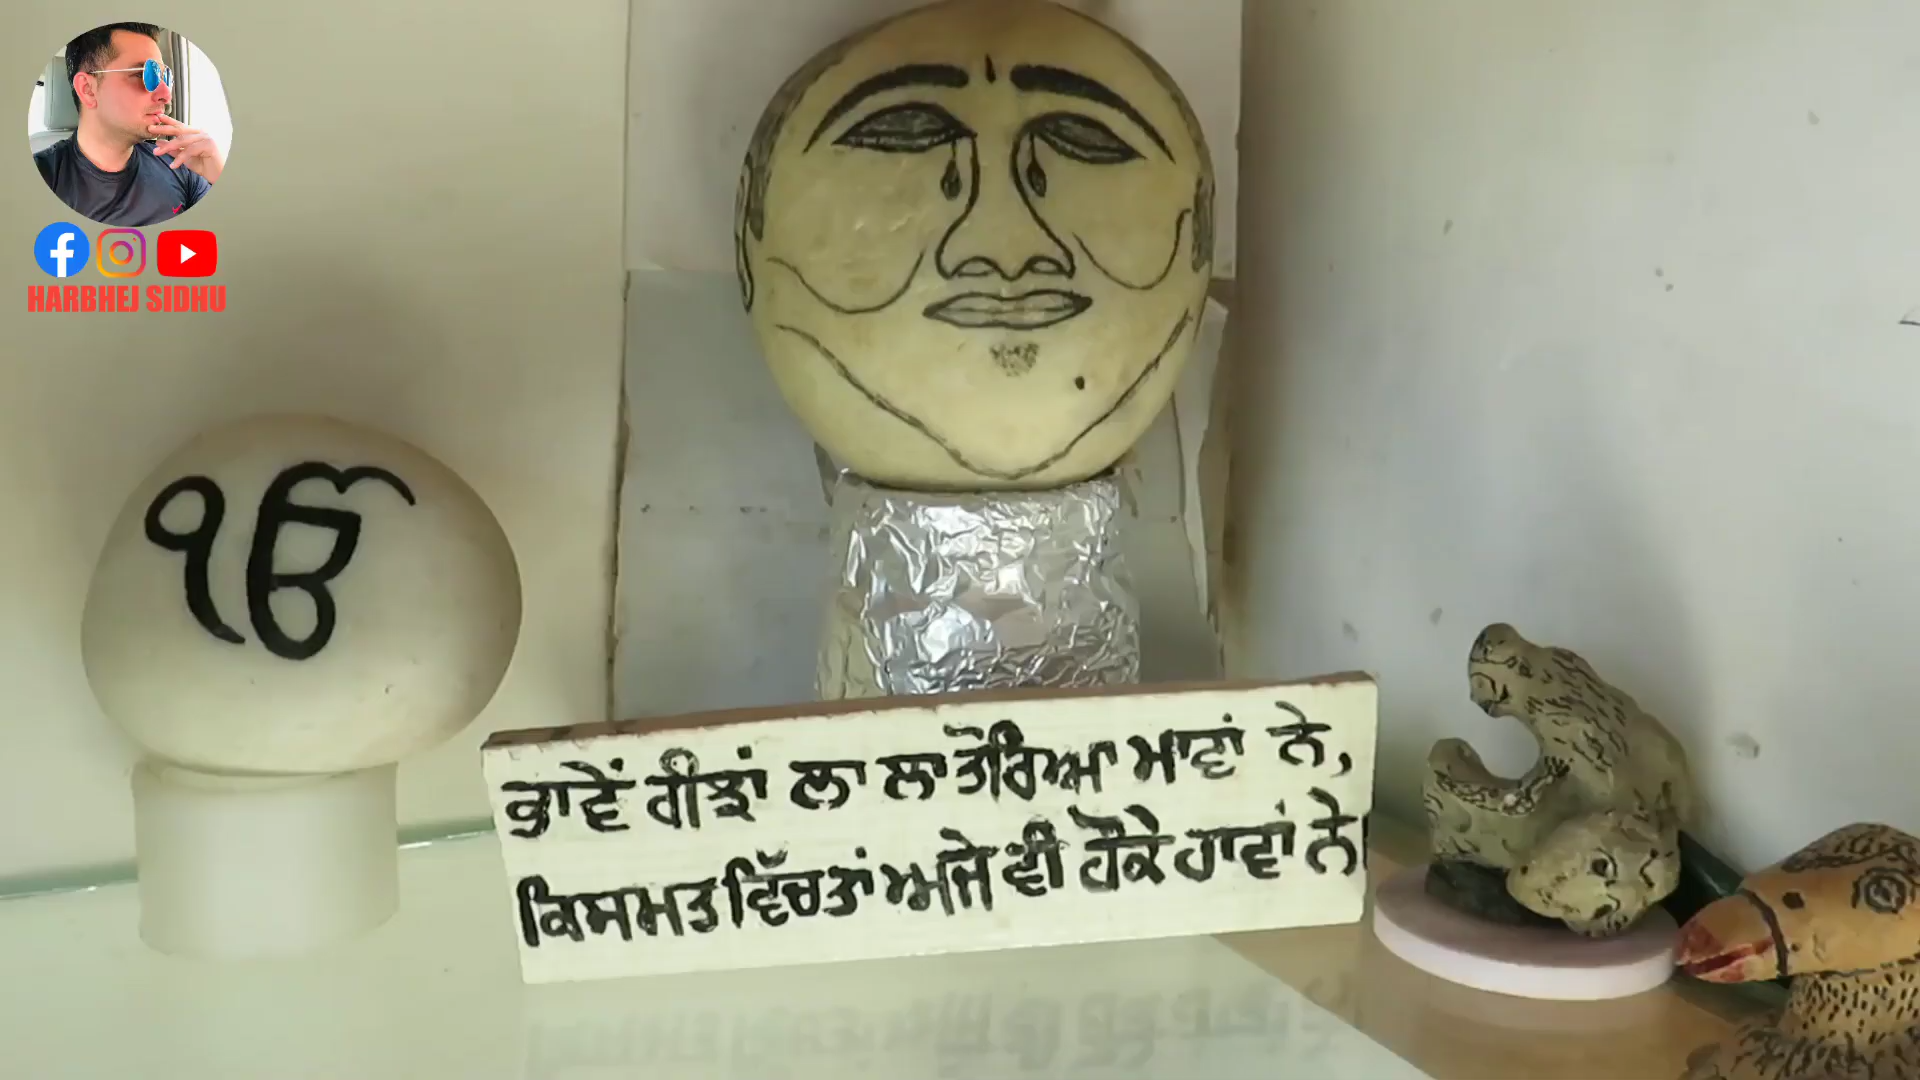 HARBHEJ SIDHU
ੴ
ਭਾਵੇਂ ਰੀਝਾਂ ਲਾ ਲਾ ਤੋਰਿਆ ਮਾਵਾਂ ਨੇ,
ਕਿਸਮਤ ਵਿੱਚ ਤਾਂ ਅਜੇ ਵੀ ਹੌਕੇ ਹਾਵਾਂ ਨੇ।